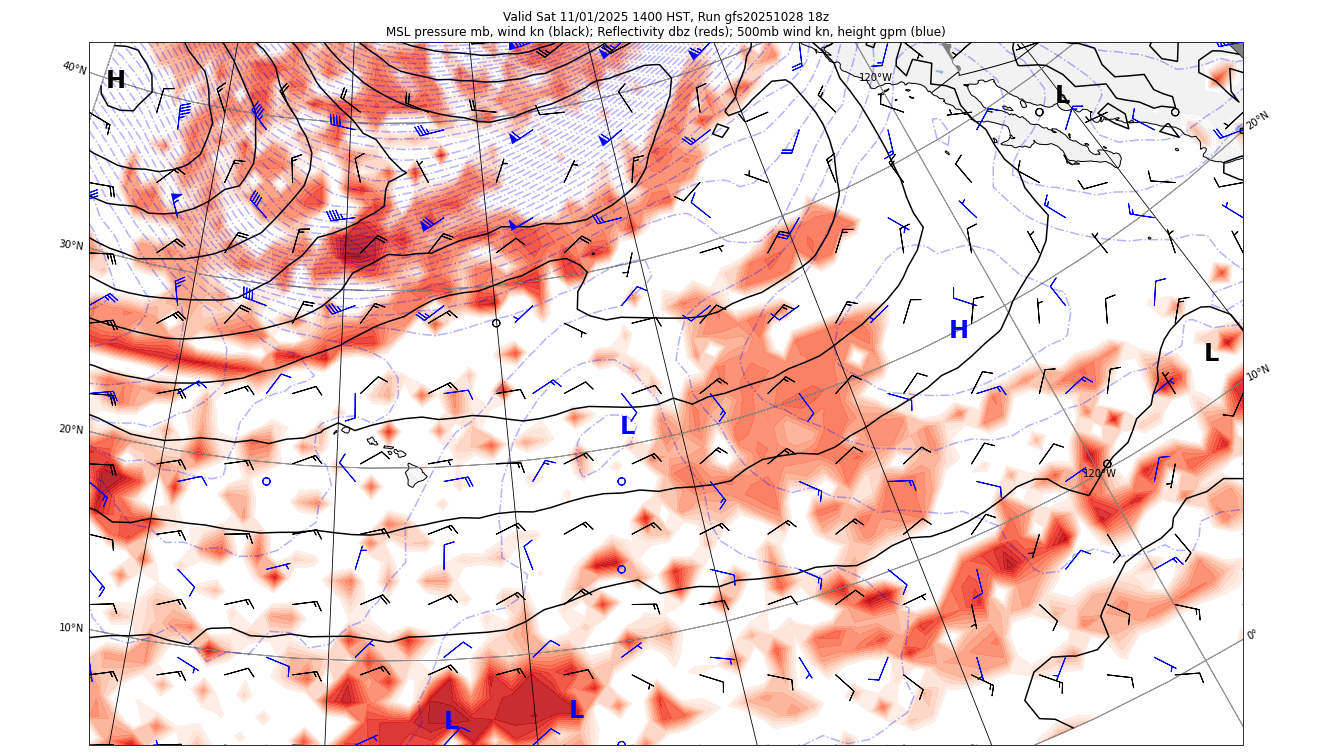 Valid Sat 11/01/2025 1400 HST, Run gfs20251028 18z
MSL pressure mb, wind kn (black); Reflectivity dbz (reds); 500mb wind kn, height gpm (blue)
40°N
H
120°W
L
20°N
30°N
H
L
10°N
20°N
L
120°W
10°N
0°
L
L